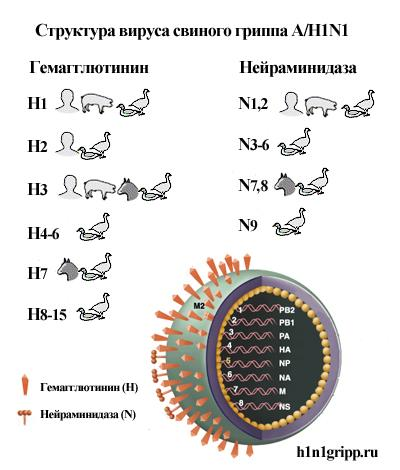 Структура вируса свиного гриппа A/H1N1
Гемагглютинин
H1
H2
H3
H4-6
H7
H8-15
Нейраминидаза
N1,2
N3-6
N7,8
N9
M2
1 PB2
2 PB1
3 PA
4 HA
5 NP
6 NA
7 M
8 NS
Гемагглютинин (H)
Нейраминидаза (N)
h1n1gripp.ru